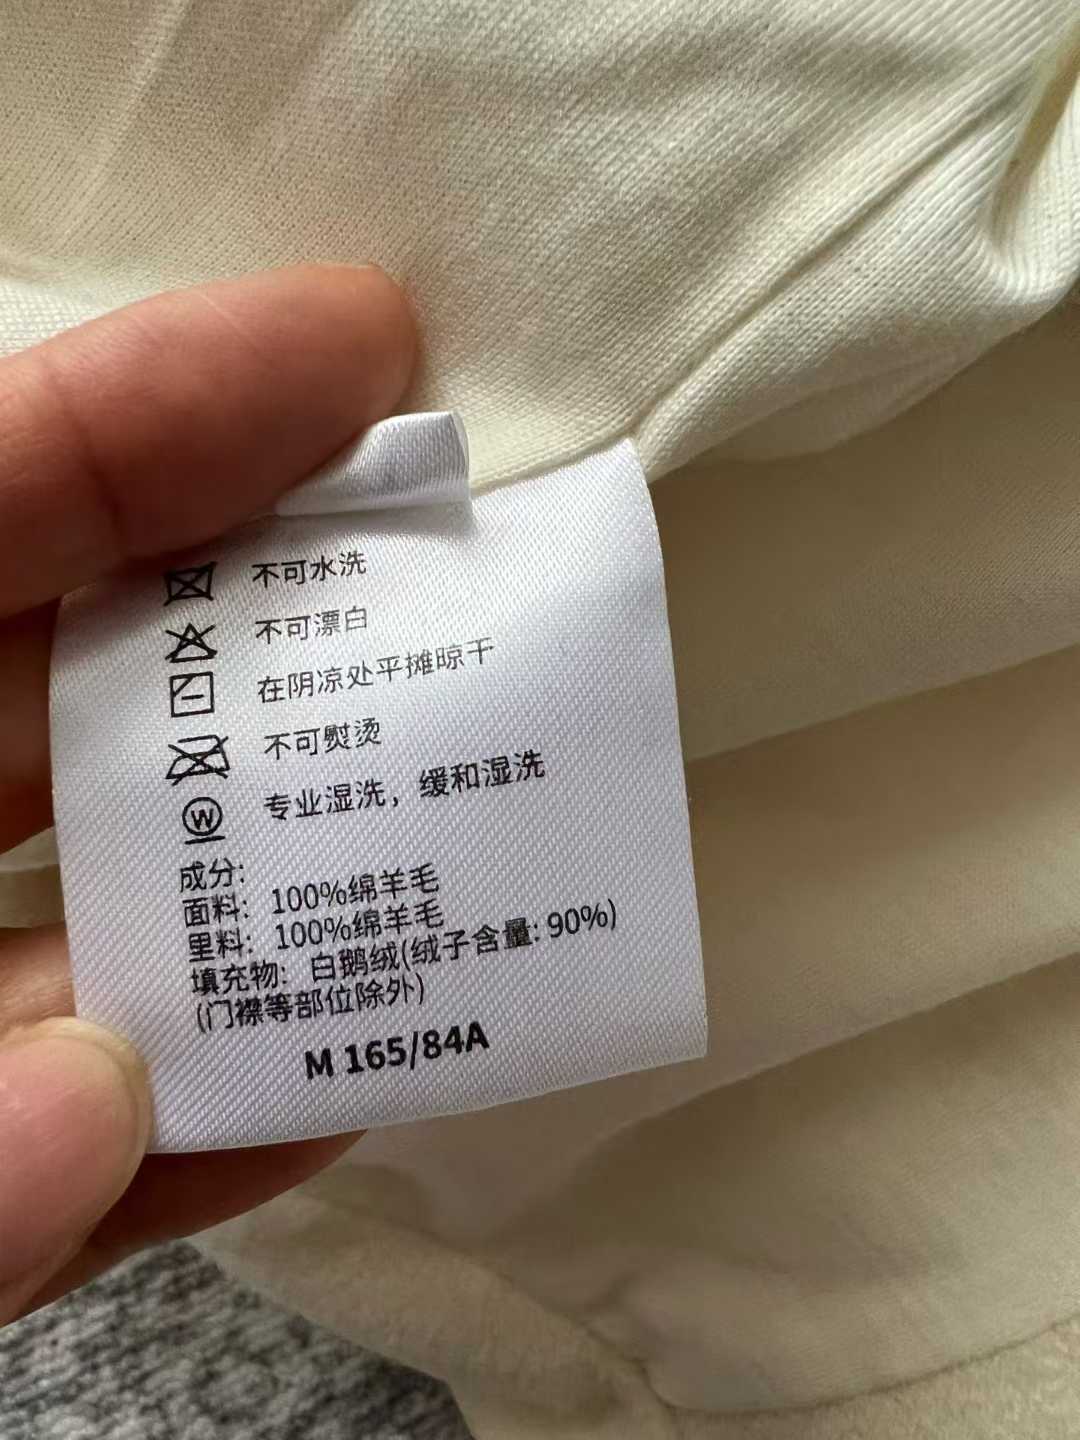 不可水洗
不可漂白
在阴凉处平摊晾干
不可熨烫
W 专业湿洗，缓和湿洗
成分：
面料：100%绵羊毛
里料：100%绵羊毛
填充物：白鹅绒(绒子含量：90%)
(门襟等部位除外)
M 165/84A